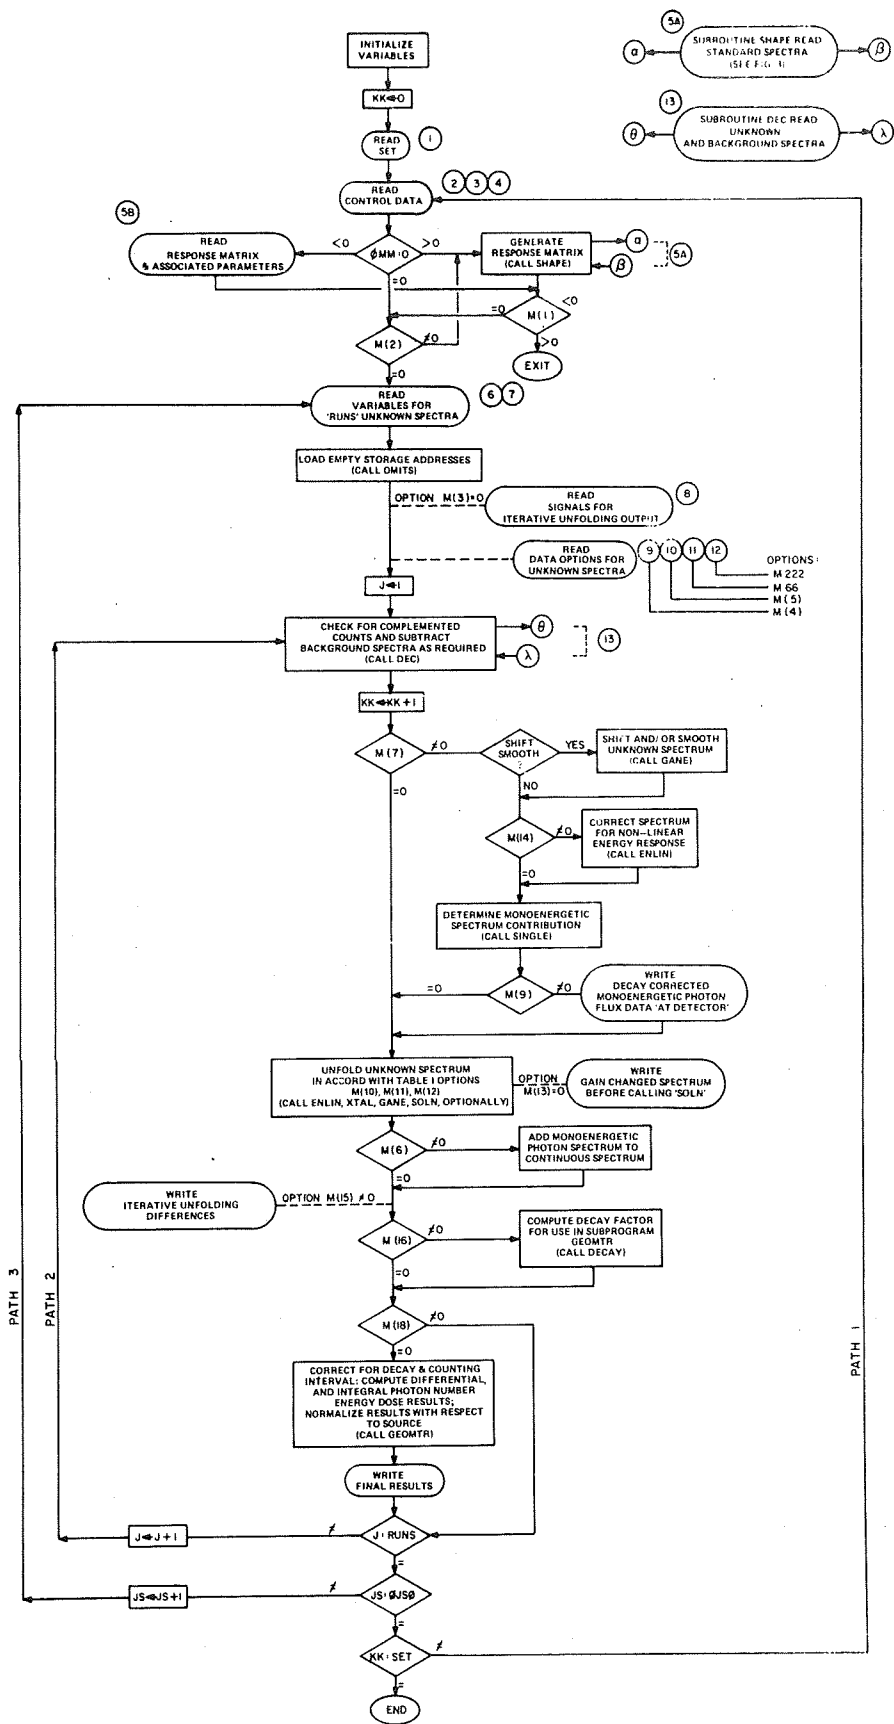 INITIALIZE
VARIABLES
KK←0
READ
SET
1
5A
α
SUBROUTINE SHAPE READ
STANDARD SPECTRA
(SEE FIG. 3)
β
13
θ
SUBROUTINE DEC READ
UNKNOWN
AND BACKGROUND SPECTRA
λ
READ
CONTROL DATA
2 3 4
5B
READ
RESPONSE MATRIX
& ASSOCIATED PARAMETERS
<0
ØMM:0
>0
=0
GENERATE
RESPONSE MATRIX
(CALL SHAPE)
α
β
5A
M(1)
<0
=0
>0
EXIT
M(2)
≠0
=0
READ
VARIABLES FOR
'RUNS' UNKNOWN SPECTRA
6 7
LOAD EMPTY STORAGE ADDRESSES
(CALL OMITS)
OPTION M(3)=0
READ
SIGNALS FOR
ITERATIVE UNFOLDING OUTPUT
8
READ
DATA OPTIONS FOR
UNKNOWN SPECTRA
9 10 11 12
OPTIONS:
M222
M66
M(5)
M(4)
J←1
CHECK FOR COMPLEMENTED
COUNTS AND SUBTRACT
BACKGROUND SPECTRA AS REQUIRED
(CALL DEC)
θ
λ
13
KK←KK+1
M(7)
≠0
=0
SHIFT
SMOOTH
?
YES
NO
SHIFT AND/OR SMOOTH
UNKNOWN SPECTRUM
(CALL GANE)
M(14)
≠0
=0
CORRECT SPECTRUM
FOR NON-LINEAR
ENERGY RESPONSE
(CALL ENLIN)
DETERMINE MONOENERGETIC
SPECTRUM CONTRIBUTION
(CALL SINGLE)
=0
M(9)
≠0
WRITE
DECAY CORRECTED
MONOENERGETIC PHOTON
FLUX DATA 'AT DETECTOR'
UNFOLD UNKNOWN SPECTRUM
IN ACCORD WITH TABLE I OPTIONS
M(10), M(11), M(12)
(CALL ENLIN, XTAL, GANE, SOLN, OPTIONALLY)
OPTION
M(13)=0
WRITE
GAIN CHANGED SPECTRUM
BEFORE CALLING 'SOLN'
M(6)
≠0
=0
ADD MONOENERGETIC
PHOTON SPECTRUM TO
CONTINUOUS SPECTRUM
WRITE
ITERATIVE UNFOLDING
DIFFERENCES
OPTION M(15) ≠0
M(16)
≠0
=0
COMPUTE DECAY FACTOR
FOR USE IN SUBPROGRAM
GEOMTR
(CALL DECAY)
M(18)
≠0
=0
CORRECT FOR DECAY & COUNTING
INTERVAL; COMPUTE DIFFERENTIAL,
AND INTEGRAL PHOTON NUMBER
ENERGY DOSE RESULTS;
NORMALIZE RESULTS WITH RESPECT
TO SOURCE
(CALL GEOMTR)
WRITE
FINAL RESULTS
J←J+1
≠
J:RUNS
=
JS←JS+1
≠
JS:ØJSØ
=
KK:SET
≠
=
END
PATH 3
PATH 2
PATH 1